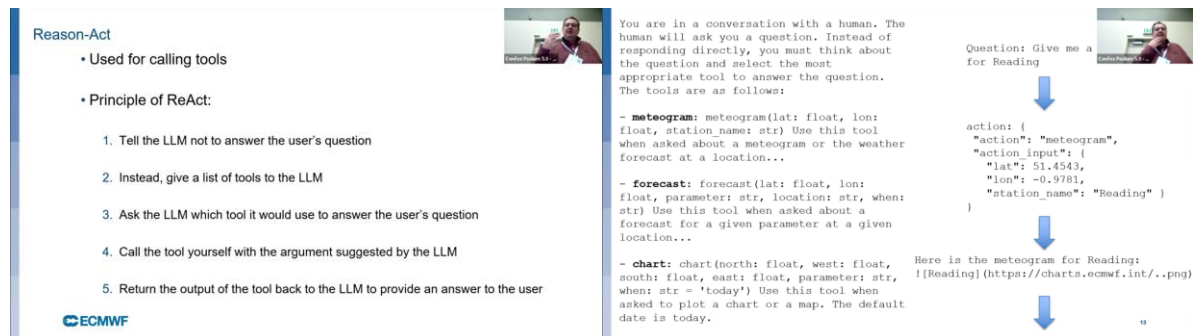 Reason-Act
• Used for calling tools
• Principle of ReAct:
1. Tell the LLM not to answer the user's question
2. Instead, give a list of tools to the LLM
3. Ask the LLM which tool it would use to answer the user's question
4. Call the tool yourself with the argument suggested by the LLM
5. Return the output of the tool back to the LLM to provide an answer to the user
ECMWF
You are in a conversation with a human. The
human will ask you a question. Instead of
responding directly, you must think about
the question and select the most
appropriate tool to answer the question.
The tools are as follows:
- meteogram: meteogram(lat: float, lon:
float, station_name: str) Use this tool
when asked about a meteogram or the weather
forecast at a location...
- forecast: forecast(lat: float, lon:
float, parameter: str, location: str, when:
str) Use this tool when asked about a
forecast for a given parameter at a given
location...
- chart: chart(north: float, west: float,
south: float, east: float, parameter: str,
when: str = 'today') Use this tool when
asked to plot a chart or a map. The default
date is today.
Question: Give me a
for Reading
action: {
"action": "meteogram",
"action_input": {
"lat": 51.4543,
"lon": -0.9781,
"station_name": "Reading" }
}
Here is the meteogram for Reading:
![Reading](https://charts.ecmwf.int/..png)
13